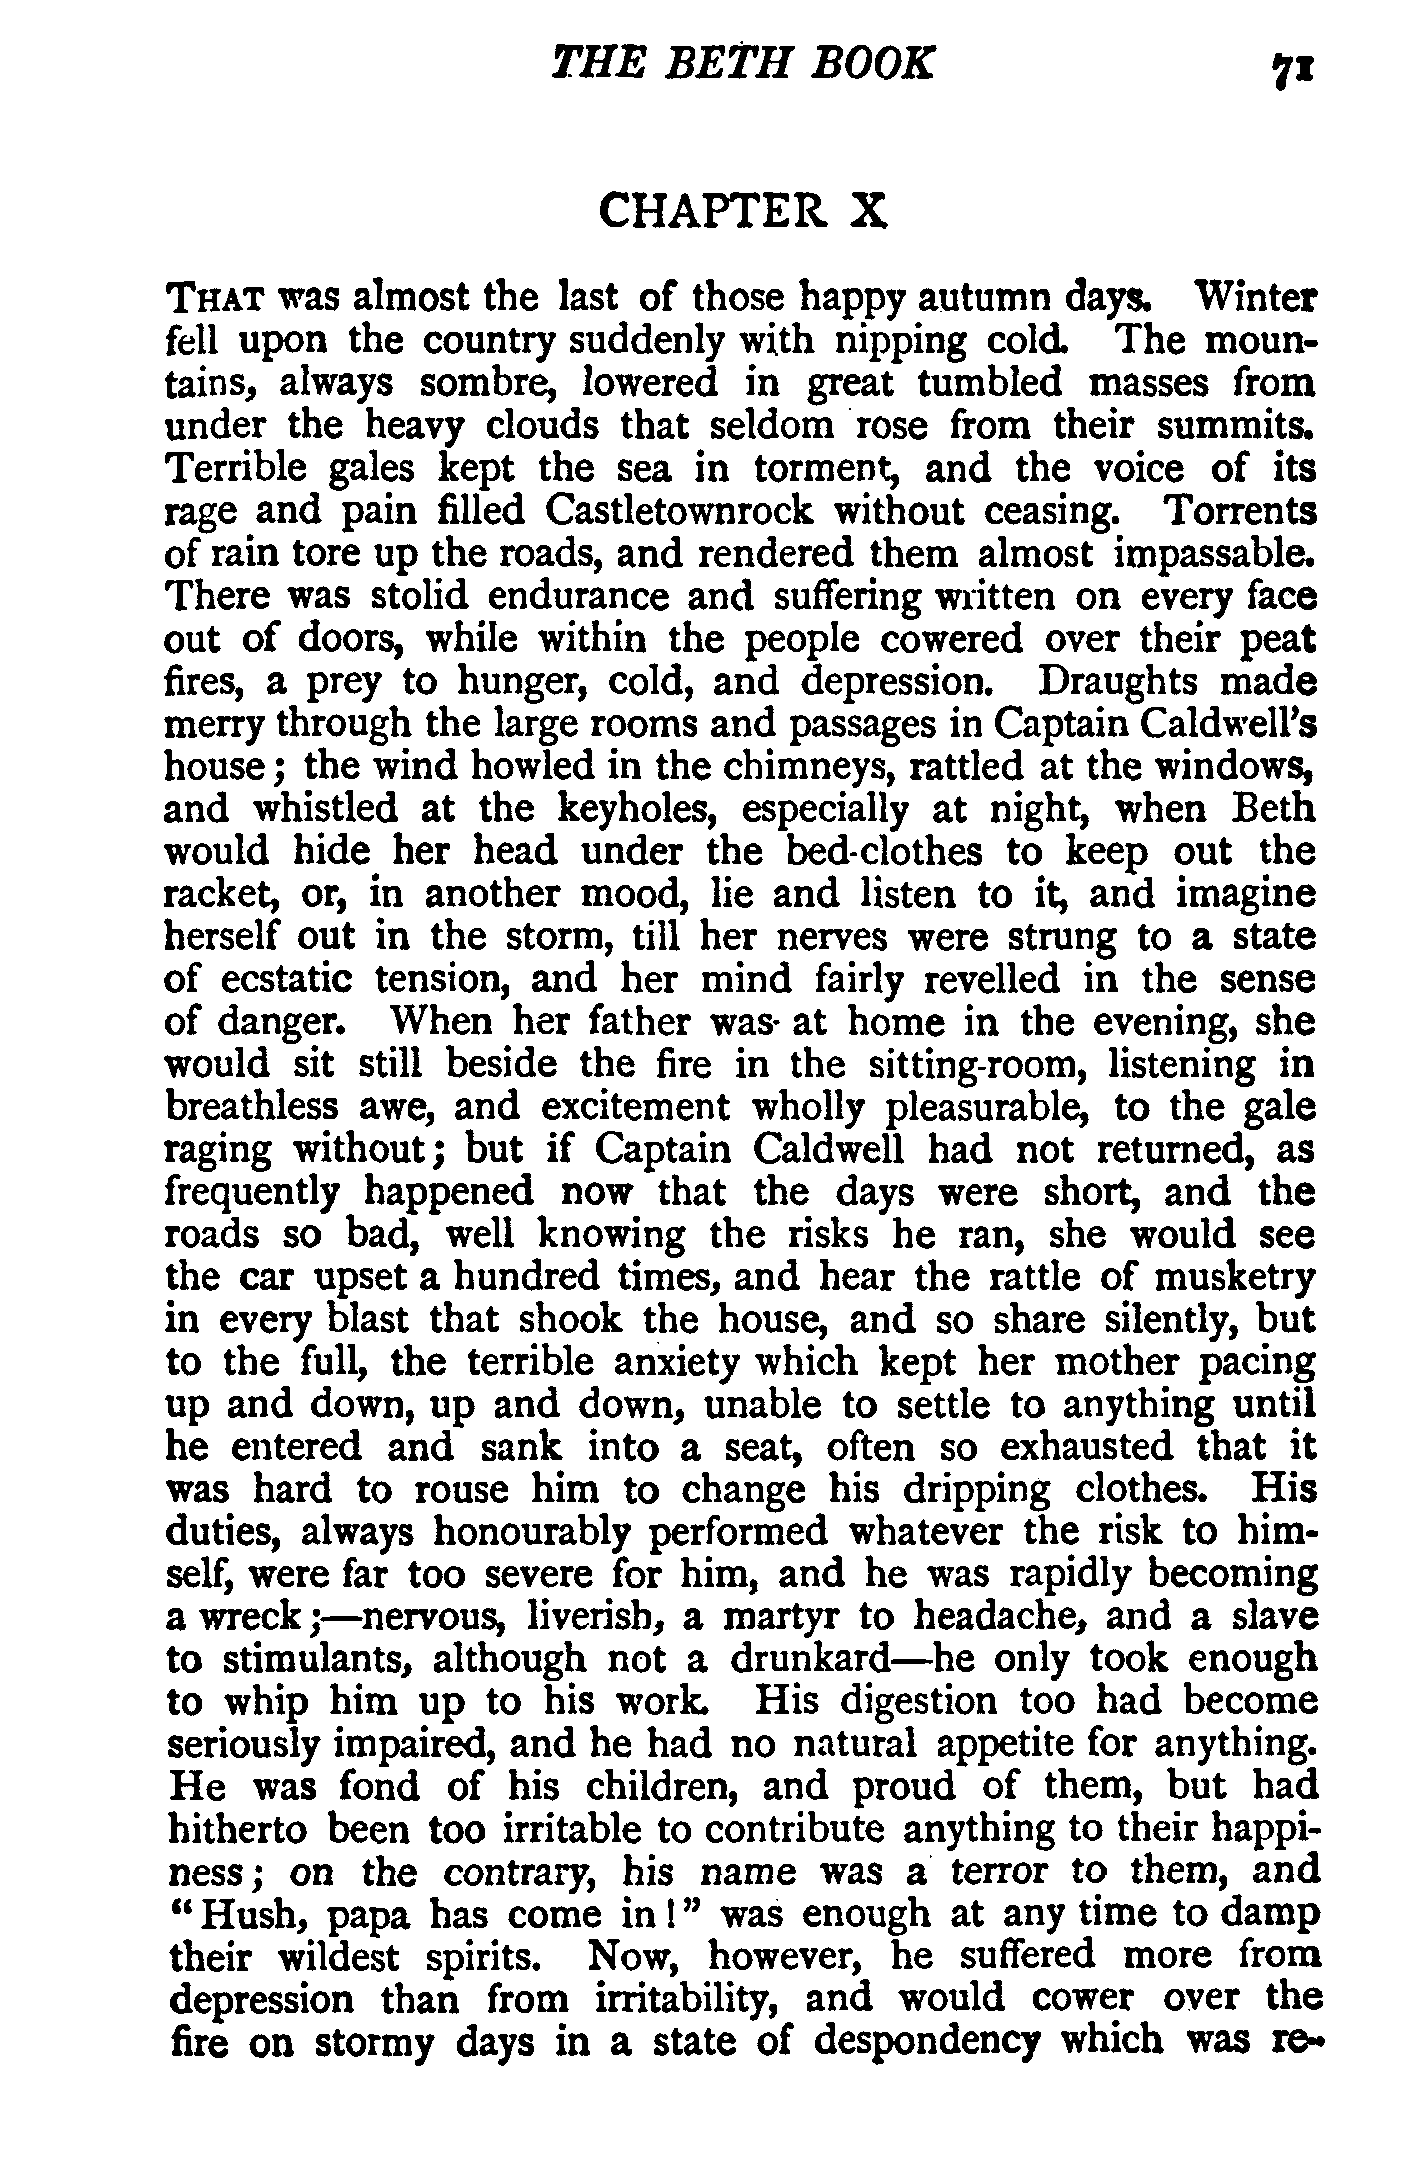 THE BETH BOOK 71
CHAPTER X
THAT was almost the last of those happy autumn days. Winter
fell upon the country suddenly with nipping cold. The moun-
tains, always sombre, lowered in great tumbled masses from
under the heavy clouds that seldom rose from their summits.
Terrible gales kept the sea in torment, and the voice of its
rage and pain filled Castletownrock without ceasing. Torrents
of rain tore up the roads, and rendered them almost impassable.
There was stolid endurance and suffering written on every face
out of doors, while within the people cowered over their peat
fires, a prey to hunger, cold, and depression. Draughts made
merry through the large rooms and passages in Captain Caldwell's
house; the wind howled in the chimneys, rattled at the windows,
and whistled at the keyholes, especially at night, when Beth
would hide her head under the bed-clothes to keep out the
racket, or, in another mood, lie and listen to it, and imagine
herself out in the storm, till her nerves were strung to a state
of ecstatic tension, and her mind fairly revelled in the sense
of danger. When her father was at home in the evening, she
would sit still beside the fire in the sitting-room, listening in
breathless awe, and excitement wholly pleasurable, to the gale
raging without; but if Captain Caldwell had not returned, as
frequently happened now that the days were short, and the
roads so bad, well knowing the risks he ran, she would see
the car upset a hundred times, and hear the rattle of musketry
in every blast that shook the house, and so share silently, but
to the full, the terrible anxiety which kept her mother pacing
up and down, up and down, unable to settle to anything until
he entered and sank into a seat, often so exhausted that it
was hard to rouse him to change his dripping clothes. His
duties, always honourably performed whatever the risk to him-
self, were far too severe for him, and he was rapidly becoming
a wreck;—nervous, liverish, a martyr to headache, and a slave
to stimulants, although not a drunkard—he only took enough
to whip him up to his work. His digestion too had become
seriously impaired, and he had no natural appetite for anything.
He was fond of his children, and proud of them, but had
hitherto been too irritable to contribute anything to their happi-
ness; on the contrary, his name was a terror to them, and
"Hush, papa has come in!" was enough at any time to damp
their wildest spirits. Now, however, he suffered more from
depression than from irritability, and would cower over the
fire on stormy days in a state of despondency which was re-